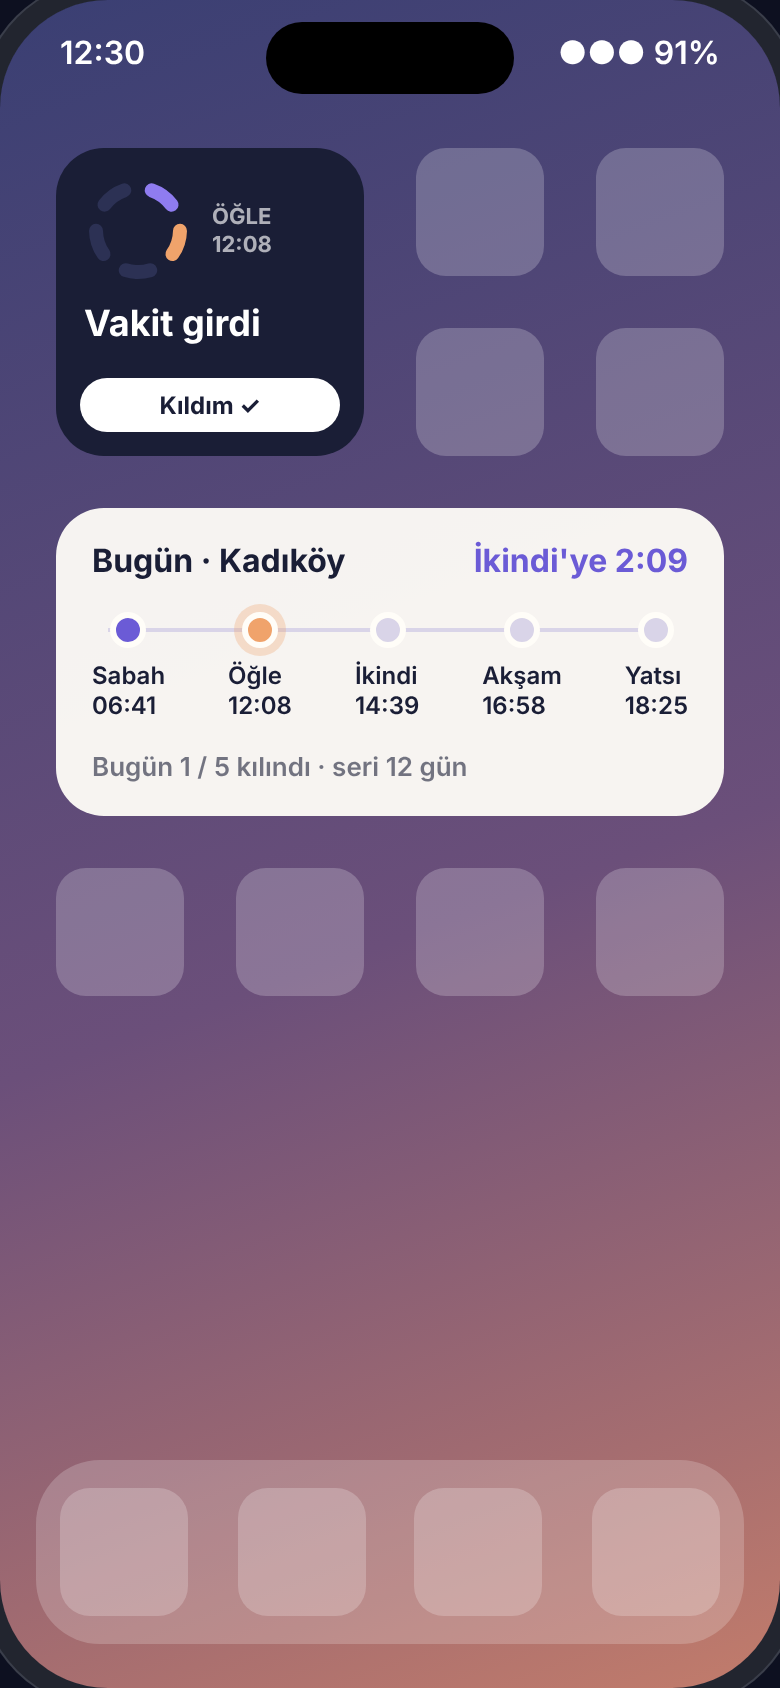 12:30
91%
ÖĞLE
12:08
Vakit girdi
Kıldım ✓
Bugün · Kadıköy
İkindi'ye 2:09
Sabah Öğle İkindi Akşam Yatsı
06:41 12:08 14:39 16:58 18:25
Bugün 1 / 5 kılındı · seri 12 gün